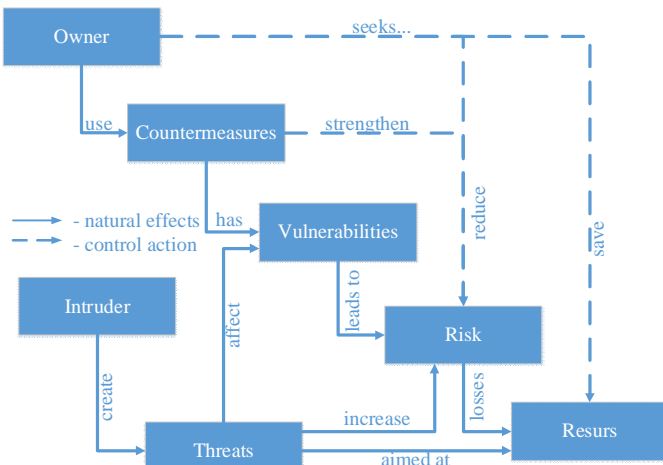 Owner
seeks...
use
Countermeasures
strengthen
- natural effects
- control action
has
Vulnerabilities
reduce
save
Intruder
affect
leads to
Risk
create
increase
losses
Threats
aimed at
Resurs